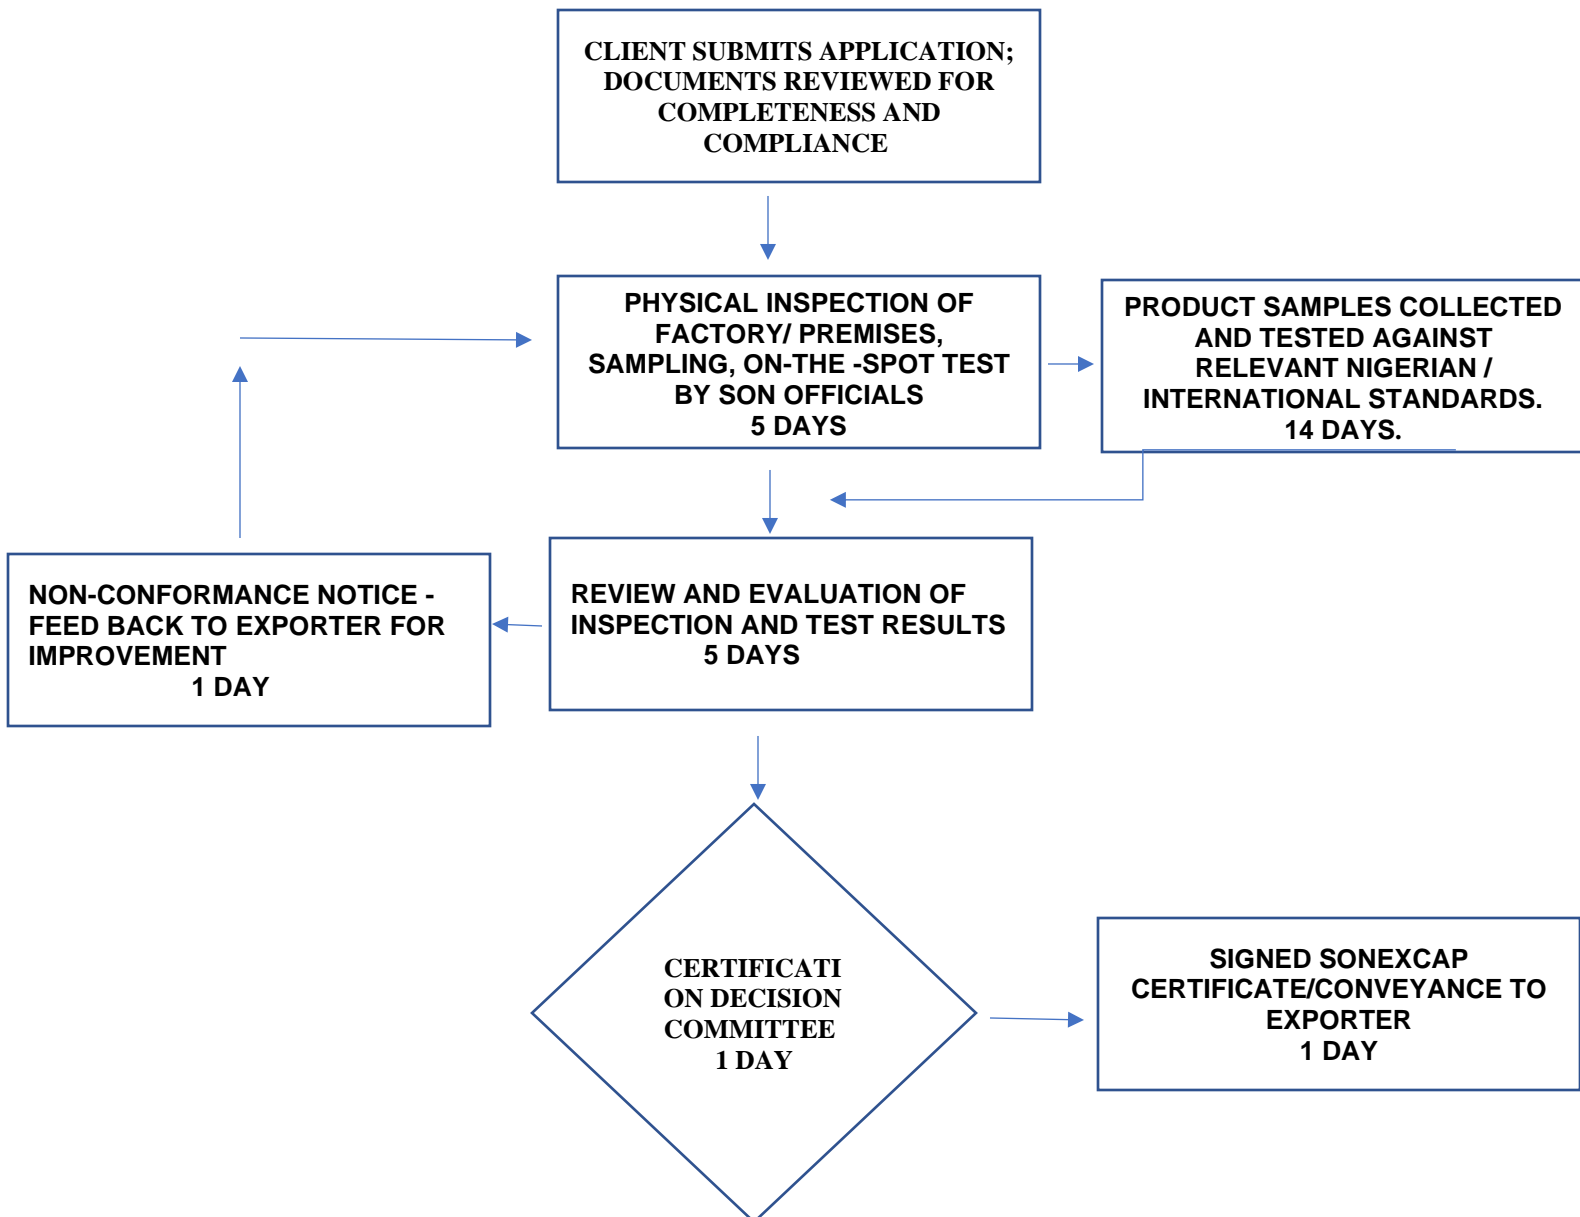 CLIENT SUBMITS APPLICATION;
DOCUMENTS REVIEWED FOR
COMPLETENESS AND
COMPLIANCE
PHYSICAL INSPECTION OF
FACTORY/ PREMISES,
SAMPLING, ON-THE -SPOT TEST
BY SON OFFICIALS
5 DAYS
PRODUCT SAMPLES COLLECTED
AND TESTED AGAINST
RELEVANT NIGERIAN /
INTERNATIONAL STANDARDS.
14 DAYS.
NON-CONFORMANCE NOTICE -
FEED BACK TO EXPORTER FOR
IMPROVEMENT
1 DAY
REVIEW AND EVALUATION OF
INSPECTION AND TEST RESULTS
5 DAYS
CERTIFICATI
ON DECISION
COMMITTEE
1 DAY
SIGNED SONEXCAP
CERTIFICATE/CONVEYANCE TO
EXPORTER
1 DAY